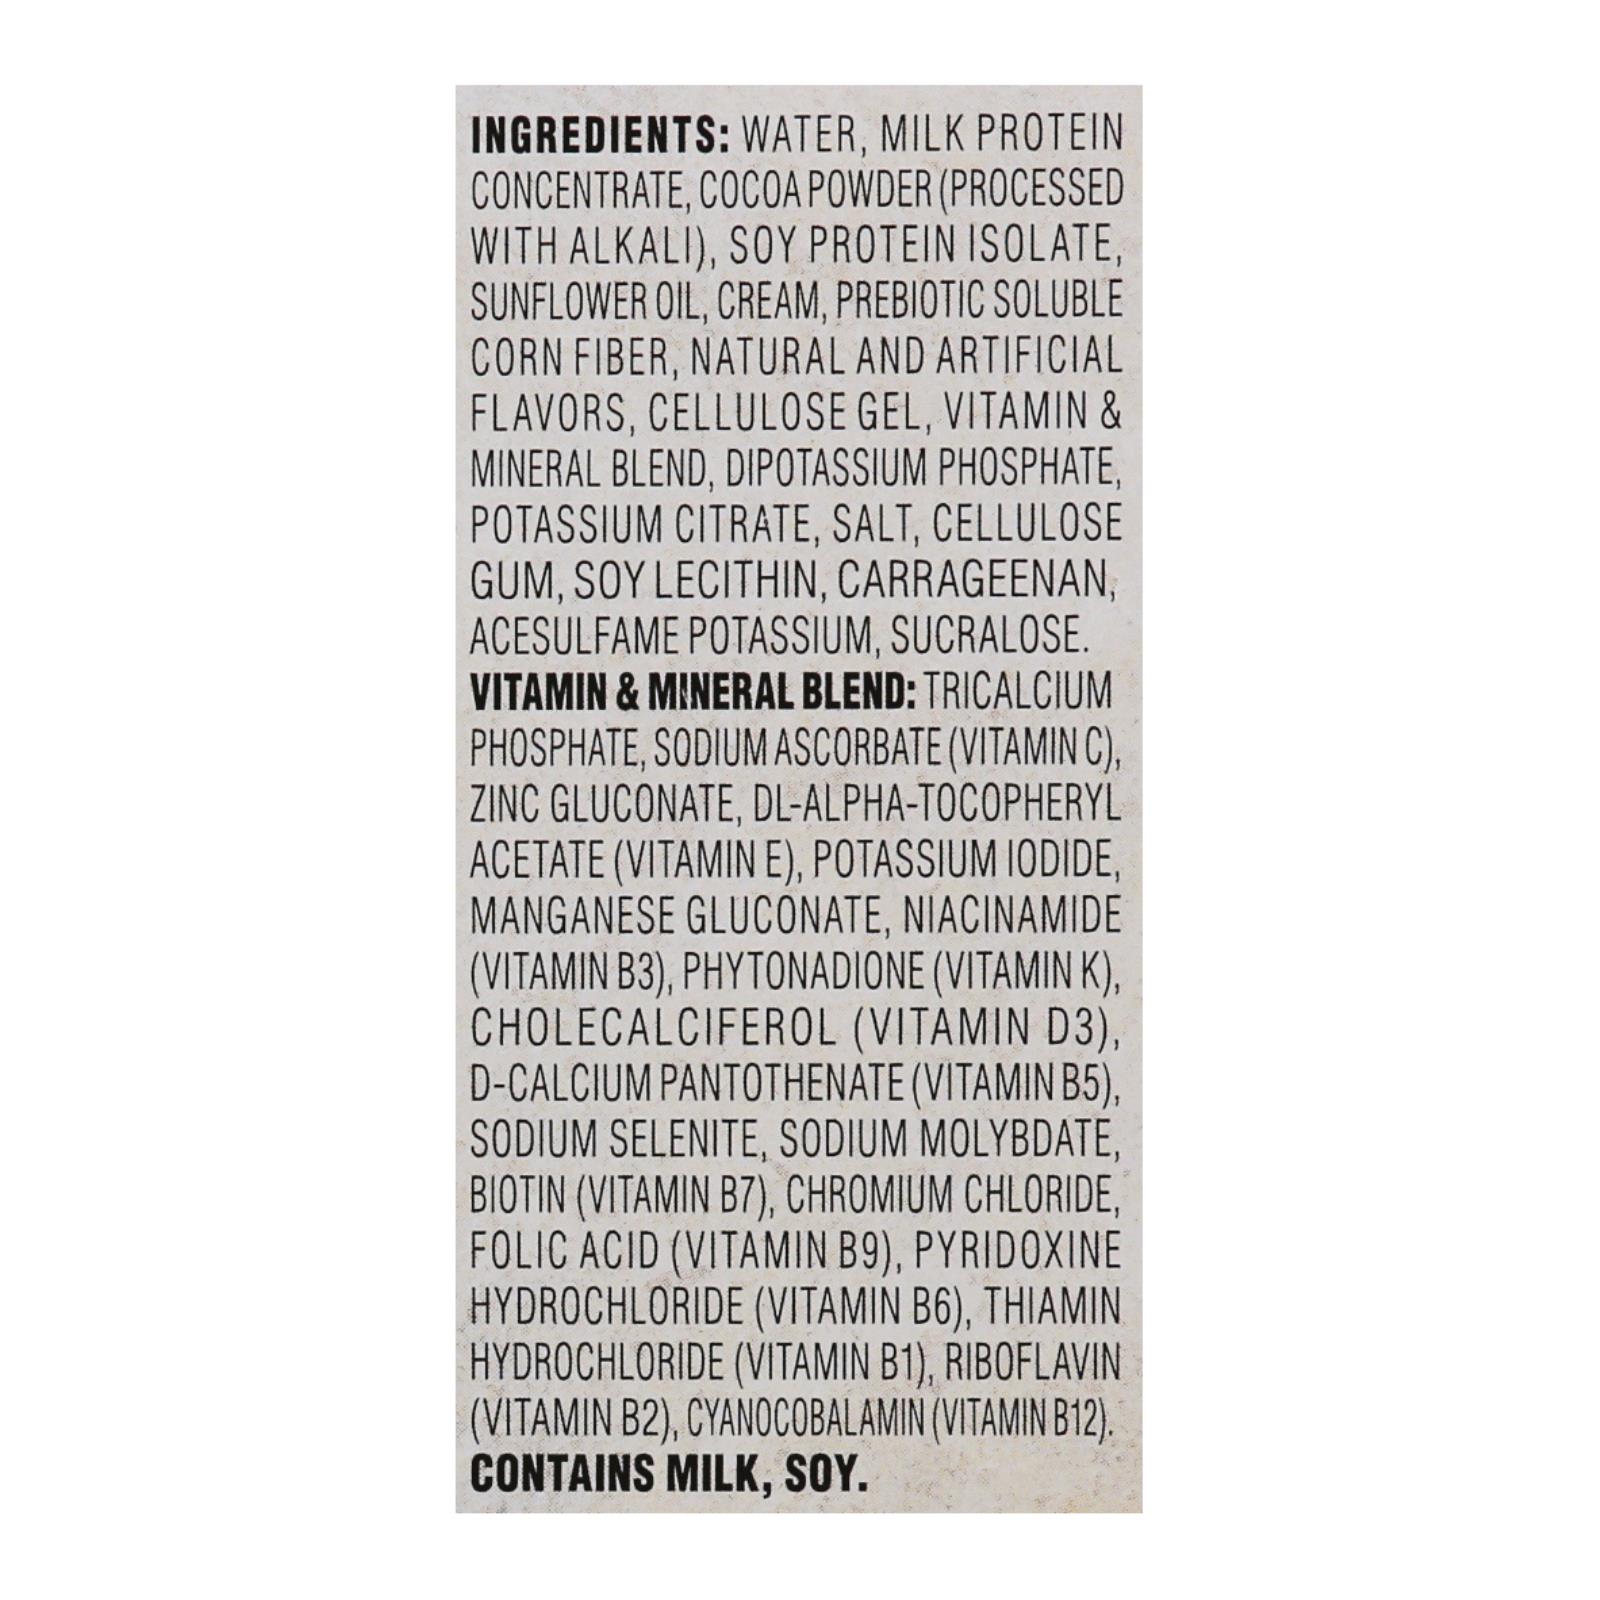 INGREDIENTS: WATER, MILK PROTEIN
CONCENTRATE, COCOA POWDER (PROCESSED
WITH ALKALI), SOY PROTEIN ISOLATE,
SUNFLOWER OIL, CREAM, PREBIOTIC SOLUBLE
CORN FIBER, NATURAL AND ARTIFICIAL
FLAVORS, CELLULOSE GEL, VITAMIN &
MINERAL BLEND, DIPOTASSIUM PHOSPHATE,
POTASSIUM CITRATE, SALT, CELLULOSE
GUM, SOY LECITHIN, CARRAGEENAN,
ACESULFAME POTASSIUM, SUCRALOSE.
VITAMIN & MINERAL BLEND: TRICALCIUM
PHOSPHATE, SODIUM ASCORBATE (VITAMIN C),
ZINC GLUCONATE, DL-ALPHA-TOCOPHERYL
ACETATE (VITAMIN E), POTASSIUM IODIDE,
MANGANESE GLUCONATE, NIACINAMIDE
(VITAMIN B3), PHYTONADIONE (VITAMIN K),
CHOLECALCIFEROL (VITAMIN D3),
D-CALCIUM PANTOTHENATE (VITAMIN B5),
SODIUM SELENITE, SODIUM MOLYBDATE,
BIOTIN (VITAMIN B7), CHROMIUM CHLORIDE,
FOLIC ACID (VITAMIN B9), PYRIDOXINE
HYDROCHLORIDE (VITAMIN B6), THIAMIN
HYDROCHLORIDE (VITAMIN B1), RIBOFLAVIN
(VITAMIN B2), CYANOCOBALAMIN (VITAMIN B12).
CONTAINS MILK, SOY.